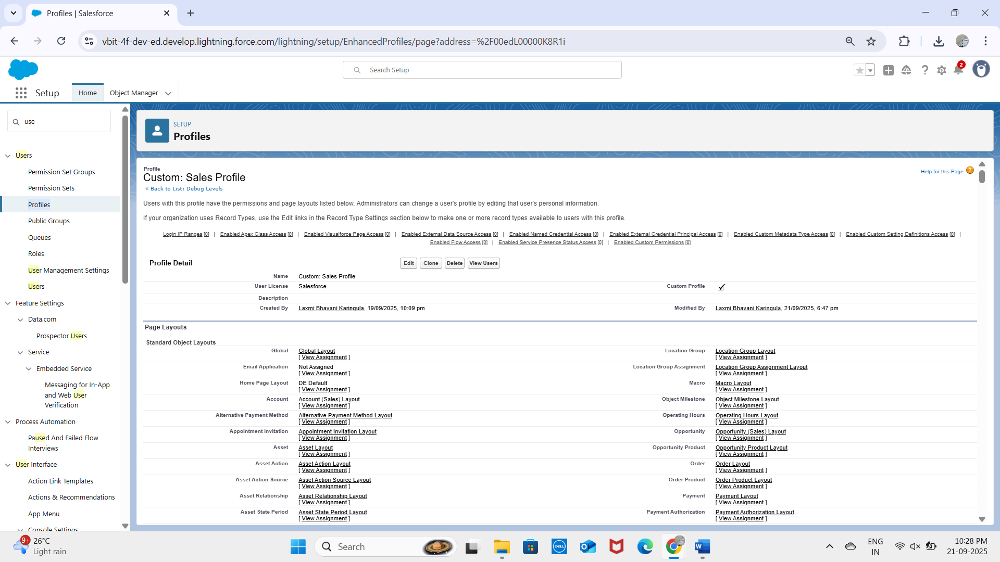 Profiles | Salesforce
vbit-4f-dev-ed.develop.lightning.force.com/lightning/setup/EnhancedProfiles/page?address=%2F00edL00000K8R1i
Search Setup
2
Setup
Home
Object Manager
use
Users
Permission Set Groups
Permission Sets
Profiles
Public Groups
Queues
Roles
User Management Settings
Users
Feature Settings
Data.com
Prospector Users
Service
Embedded Service
Messaging for In-App
and Web User
Verification
Process Automation
Paused And Failed Flow
Interviews
User Interface
Action Link Templates
Actions & Recommendations
App Menu
Console Settings
SETUP
Profiles
Profile
Custom: Sales Profile
« Back to List: Debug Levels
Help for this Page
Users with this profile have the permissions and page layouts listed below. Administrators can change a user's profile by editing that user's personal information.
If your organization uses Record Types, use the Edit links in the Record Type Settings section below to make one or more record types available to users with this profile.
Login IP Ranges [0] | Enabled Apex Class Access [0] | Enabled Visualforce Page Access [0] | Enabled External Data Source Access [0] | Enabled Named Credential Access [0] | Enabled External Credential Principal Access [0] | Enabled Custom Metadata Type Access [0] | Enabled Custom Setting Definitions Access [0] |
Enabled Flow Access [0] | Enabled Service Presence Status Access [0] | Enabled Custom Permissions [0]
Profile Detail Edit Clone Delete View Users
Name Custom: Sales Profile
User License Salesforce Custom Profile ✓
Description
Created By Laxmi Bhavani Karingula, 19/09/2025, 10:09 pm Modified By Laxmi Bhavani Karingula, 21/09/2025, 6:47 pm
Page Layouts
Standard Object Layouts
Global Global Layout Location Group Location Group Layout
[ View Assignment ] [ View Assignment ]
Email Application Not Assigned Location Group Assignment Location Group Assignment Layout
[ View Assignment ] [ View Assignment ]
Home Page Layout DE Default Macro Macro Layout
[ View Assignment ] [ View Assignment ]
Account Account (Sales) Layout Object Milestone Object Milestone Layout
[ View Assignment ] [ View Assignment ]
Alternative Payment Method Alternative Payment Method Layout Operating Hours Operating Hours Layout
[ View Assignment ] [ View Assignment ]
Appointment Invitation Appointment Invitation Layout Opportunity Opportunity (Sales) Layout
[ View Assignment ] [ View Assignment ]
Asset Asset Layout Opportunity Product Opportunity Product Layout
[ View Assignment ] [ View Assignment ]
Asset Action Asset Action Layout Order Order Layout
[ View Assignment ] [ View Assignment ]
Asset Action Source Asset Action Source Layout Order Product Order Product Layout
[ View Assignment ] [ View Assignment ]
Asset Relationship Asset Relationship Layout Payment Payment Layout
[ View Assignment ] [ View Assignment ]
Asset State Period Asset State Period Layout Payment Authorization Payment Authorization Layout
[ View Assignment ] [ View Assignment ]
9+
26°C
Light rain
Search
DELL
ENG
IN
10:28 PM
21-09-2025